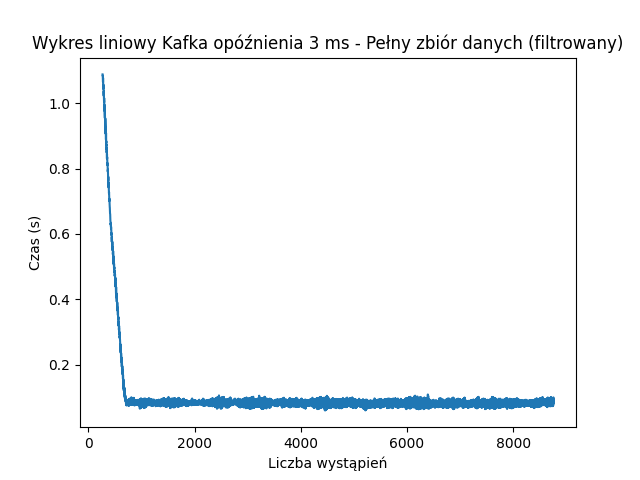 Wykres liniowy Kafka opóźnienia 3 ms - Pełny zbiór danych (filtrowany)
1.0
0.8
0.6
0.4
0.2
Czas (s)
0 2000 4000 6000 8000
Liczba wystąpień